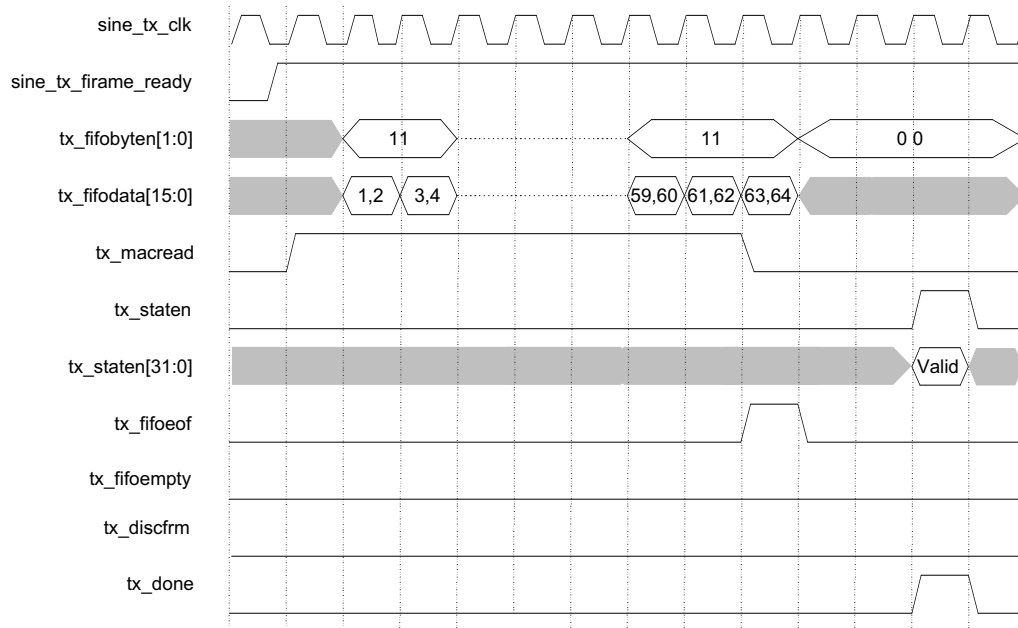 sine_tx_clk
sine_tx_firame_ready
tx_fifobyten[1:0] 11 11 0 0
tx_fifodata[15:0] 1,2 3,4 59,60 61,62 63,64
tx_macread
tx_staten
tx_staten[31:0] Valid
tx_fifoeof
tx_fifoempty
tx_discfrm
tx_done